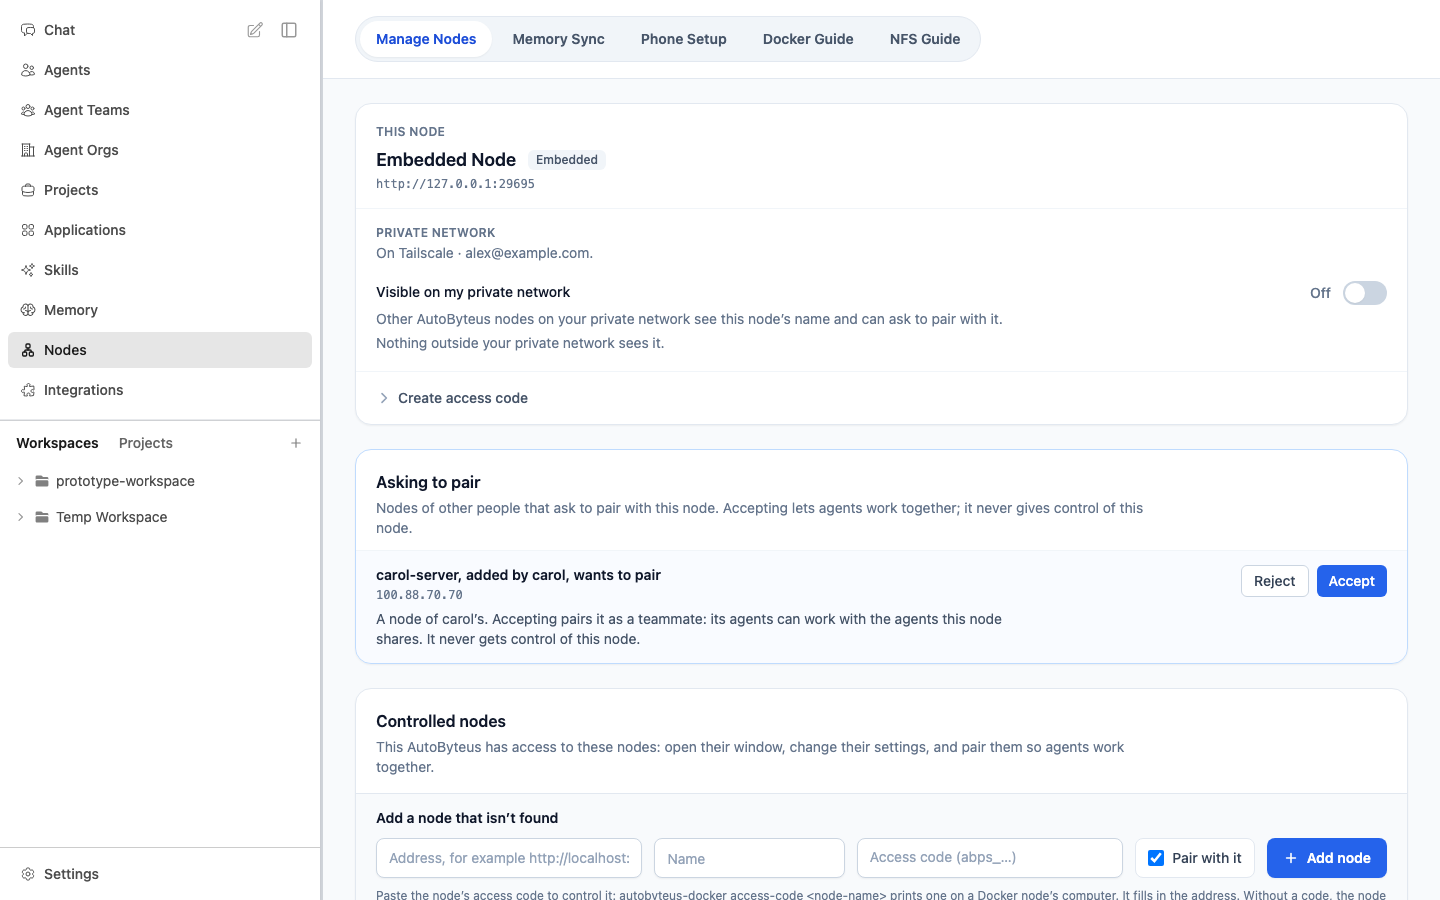 Chat
Agents
Agent Teams
Agent Orgs
Projects
Applications
Skills
Memory
Nodes
Integrations
Workspaces
Projects
prototype-workspace
Temp Workspace
Settings
Manage Nodes
Memory Sync
Phone Setup
Docker Guide
NFS Guide
THIS NODE
Embedded Node
Embedded
http://127.0.0.1:29695
PRIVATE NETWORK
On Tailscale · alex@example.com.
Visible on my private network
Off
Other AutoByteus nodes on your private network see this node’s name and can ask to pair with it.
Nothing outside your private network sees it.
Create access code
Asking to pair
Nodes of other people that ask to pair with this node. Accepting lets agents work together; it never gives control of this
node.
carol-server, added by carol, wants to pair
100.88.70.70
Reject
Accept
A node of carol’s. Accepting pairs it as a teammate: its agents can work with the agents this node
shares. It never gets control of this node.
Controlled nodes
This AutoByteus has access to these nodes: open their window, change their settings, and pair them so agents work
together.
Add a node that isn’t found
Address, for example http://localhost:
Name
Access code (abps_…)
Pair with it
Add node
Paste the node’s access code to control it: autobyteus-docker access-code <node-name> prints one on a Docker node’s computer. It fills in the address. Without a code, the node